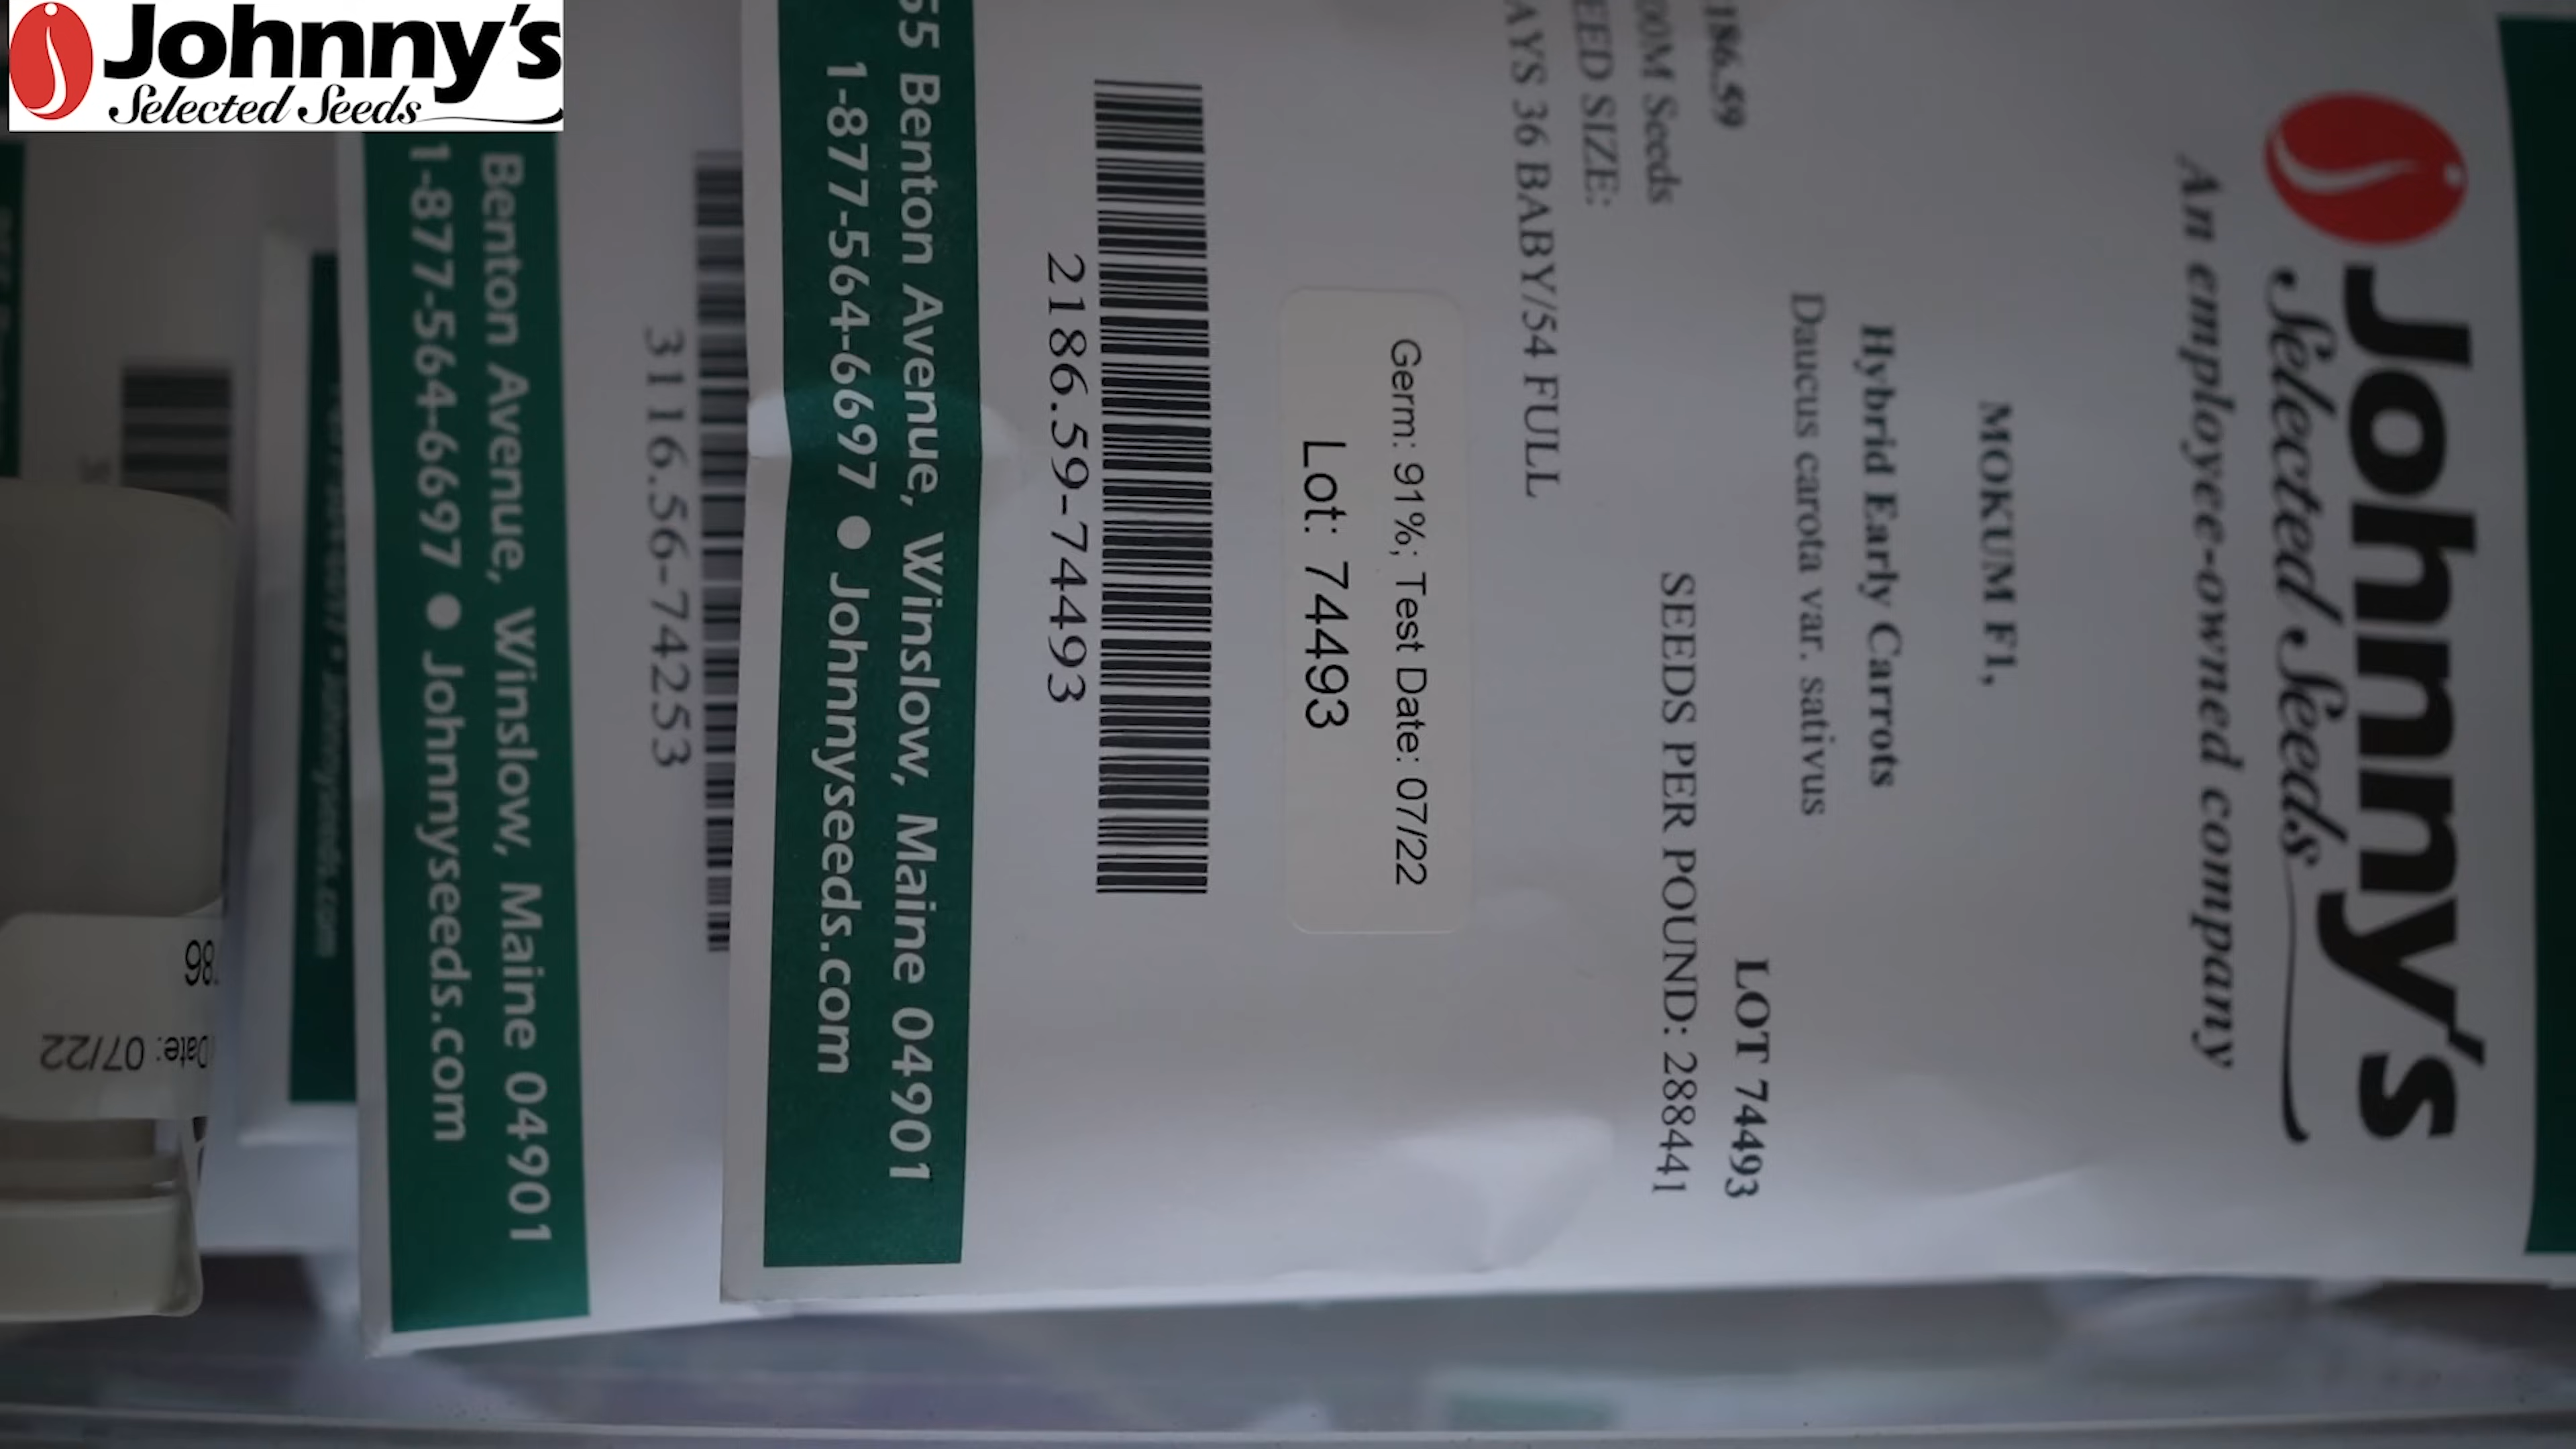 Johnny's
Selected Seeds
Johnny's
Selected Seeds
An employee-owned company
MOKUM F1,
Hybrid Early Carrots
Daucus carota var. sativus
186.59
LOT 74493
Seeds
SEEDS PER POUND: 288441
SIZE:
36 BABY/54 FULL
Germ: 91%; Test Date: 07/22
Lot: 74493
2186.59-74493
55 Benton Avenue, Winslow, Maine 04901
1-877-564-6697 • Johnnyseeds.com
3116.56-74253
Benton Avenue, Winslow, Maine 04901
1-877-564-6697 • Johnnyseeds.com
Johnnyseeds.com
Date: 07/22